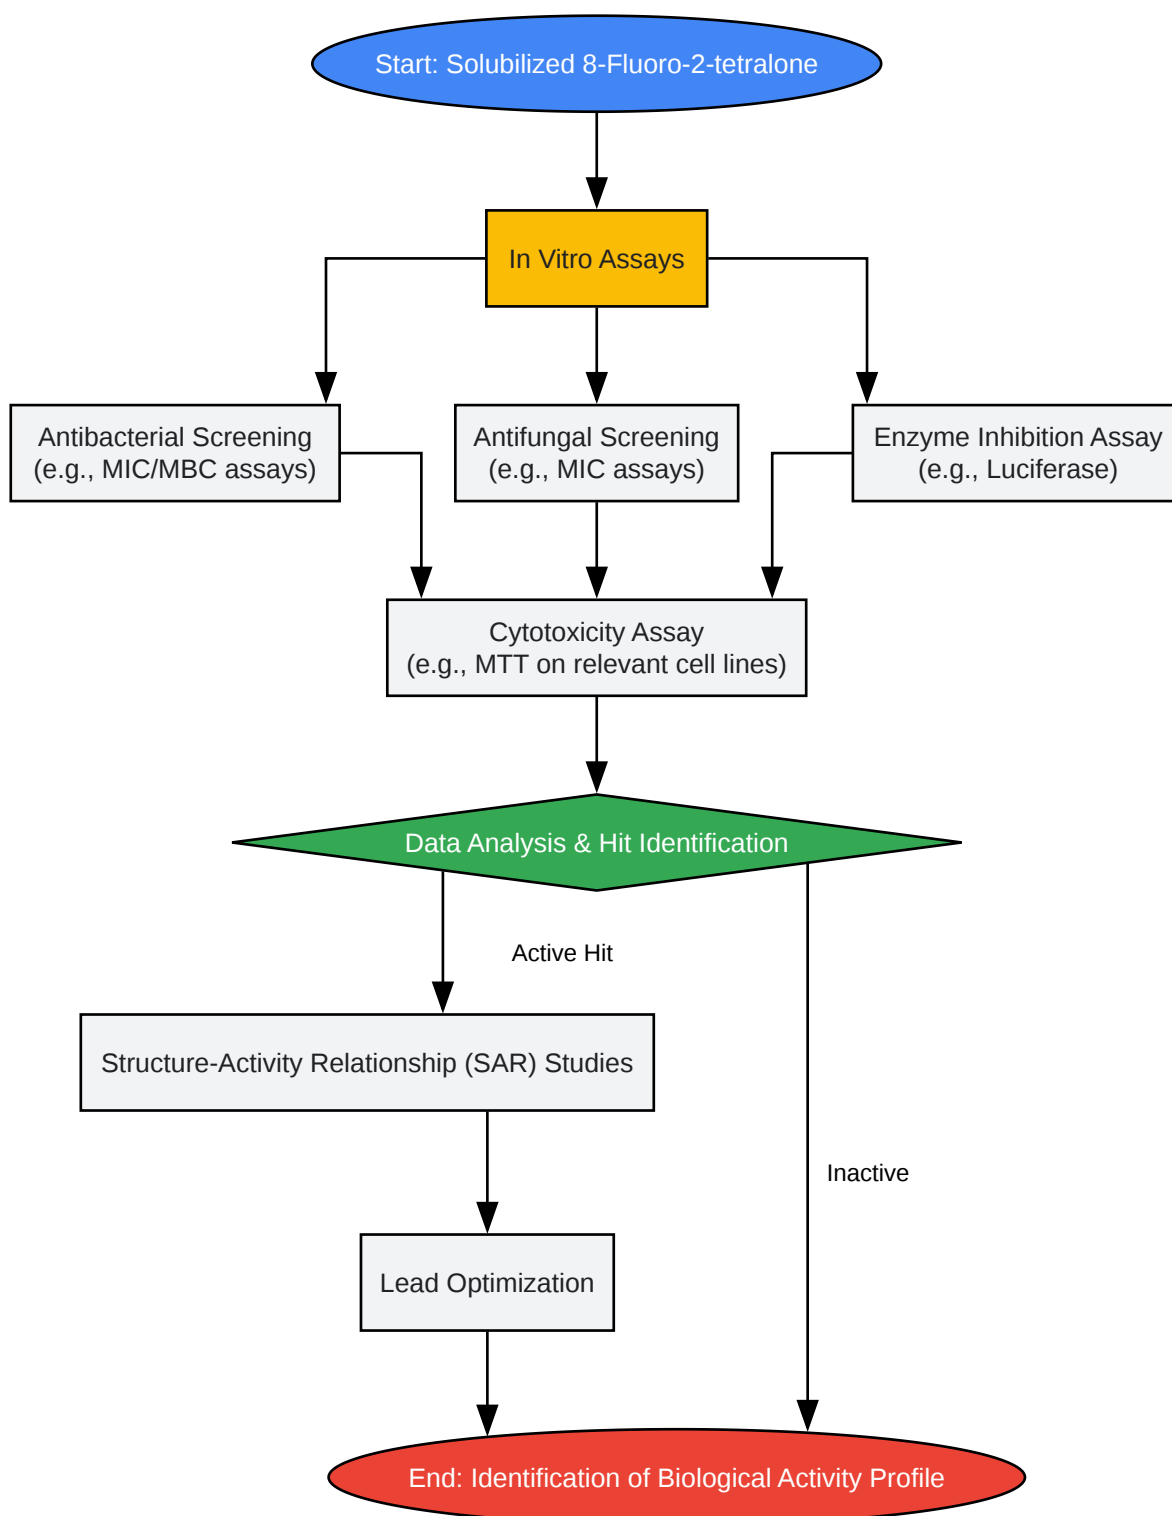 Start: Solubilized 8-Fluoro-2-tetralone
In Vitro Assays
Antibacterial Screening
(e.g., MIC/MBC assays)
Antifungal Screening
(e.g., MIC assays)
Enzyme Inhibition Assay
(e.g., Luciferase)
Cytotoxicity Assay
(e.g., MTT on relevant cell lines)
Data Analysis & Hit Identification
Active Hit
Structure-Activity Relationship (SAR) Studies
Inactive
Lead Optimization
End: Identification of Biological Activity Profile